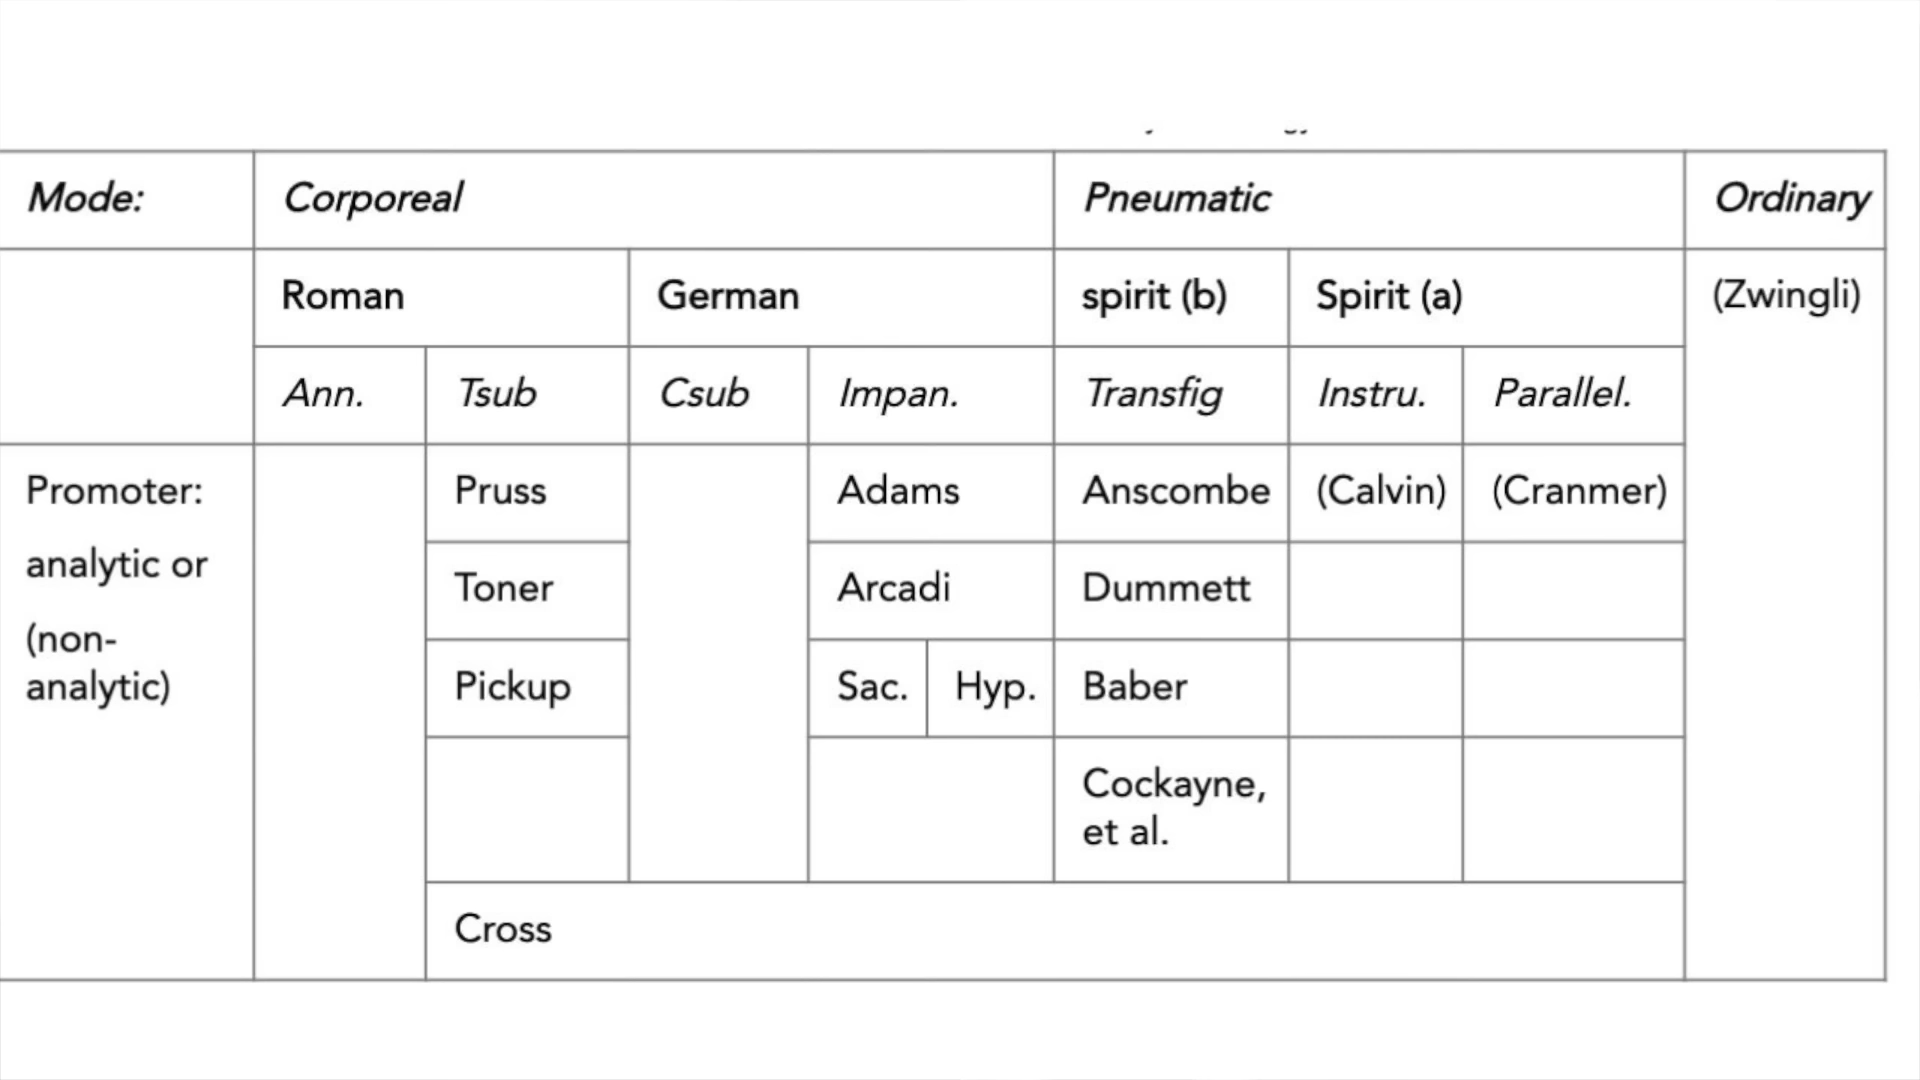 Mode: Corporeal Pneumatic Ordinary
Roman German spirit (b) Spirit (a) (Zwingli)
Ann. Tsub Csub Impan. Transfig Instru. Parallel.
Promoter: Pruss Adams Anscombe (Calvin) (Cranmer)
analytic or Toner Arcadi Dummett
(non-
analytic) Pickup Sac. Hyp. Baber
Cockayne,
et al.
Cross